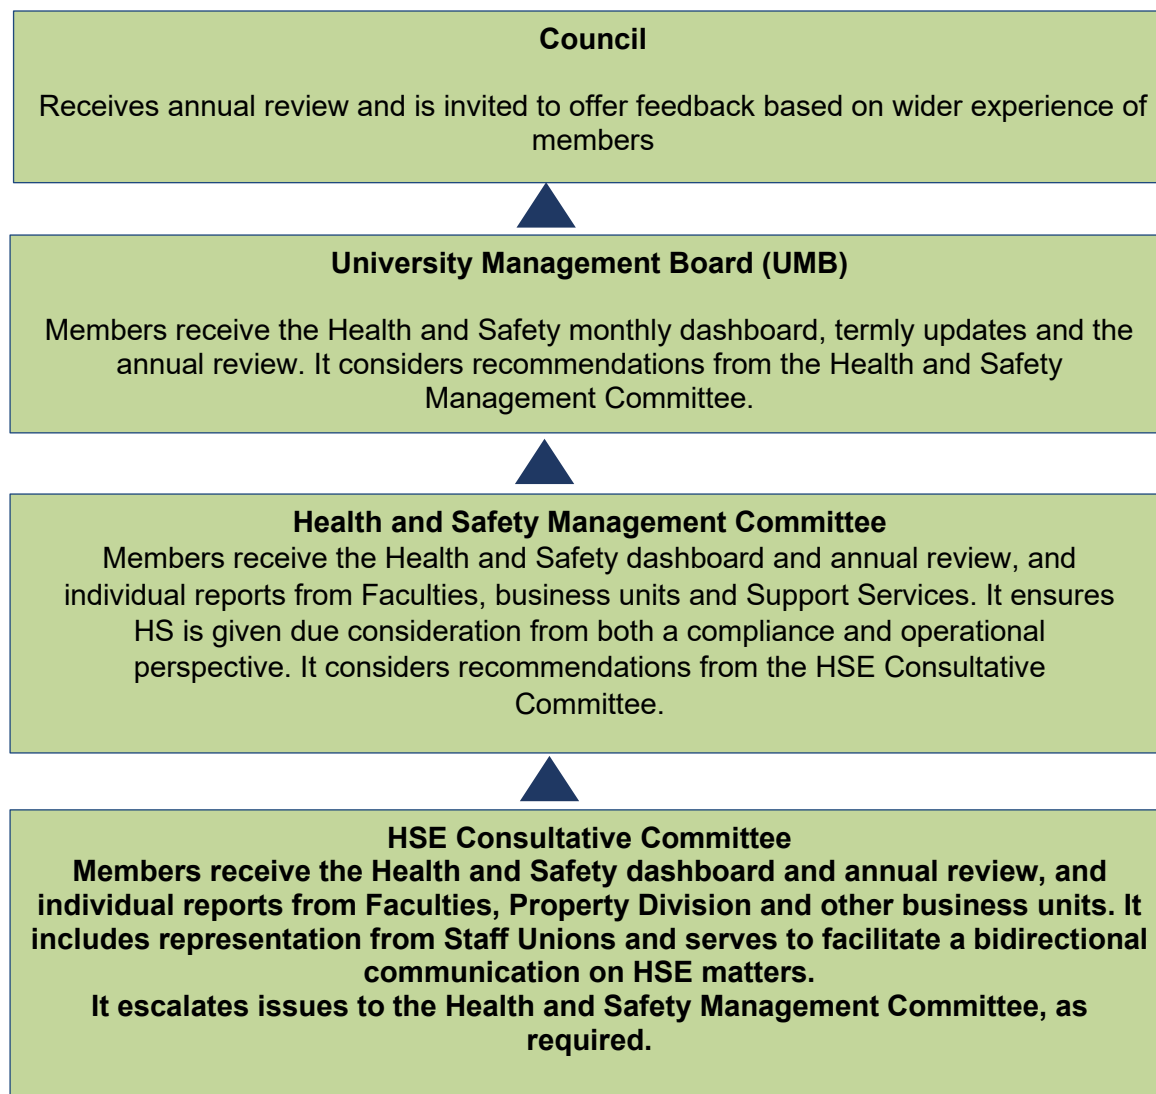 Council
Receives annual review and is invited to offer feedback based on wider experience of
members
University Management Board (UMB)
Members receive the Health and Safety monthly dashboard, termly updates and the
annual review. It considers recommendations from the Health and Safety
Management Committee.
Health and Safety Management Committee
Members receive the Health and Safety dashboard and annual review, and
individual reports from Faculties, business units and Support Services. It ensures
HS is given due consideration from both a compliance and operational
perspective. It considers recommendations from the HSE Consultative
Committee.
HSE Consultative Committee
Members receive the Health and Safety dashboard and annual review, and
individual reports from Faculties, Property Division and other business units. It
includes representation from Staff Unions and serves to facilitate a bidirectional
communication on HSE matters.
It escalates issues to the Health and Safety Management Committee, as
required.